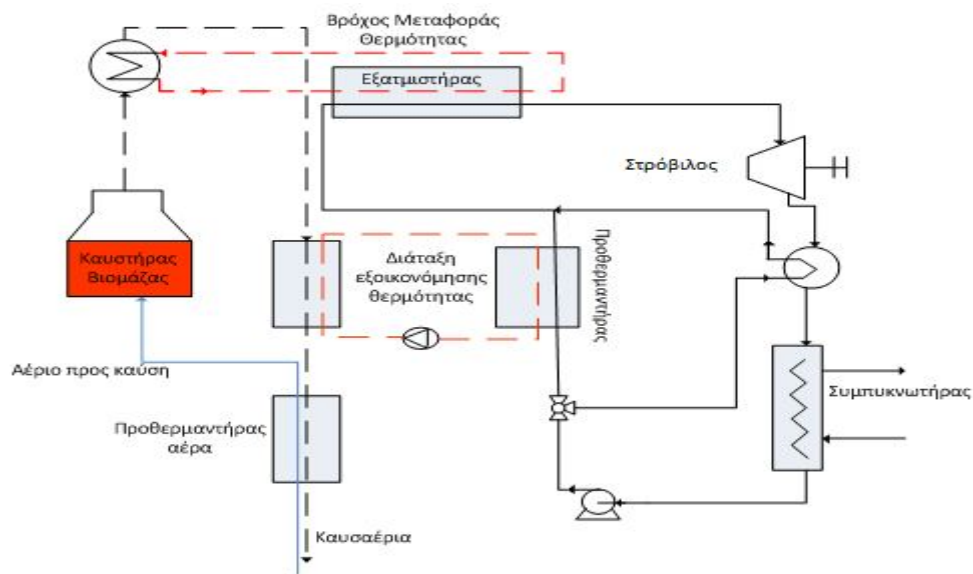 Βρόχος Μεταφοράς
Θερμότητας
Εξατμιστήρας
Στρόβιλος
Καυστήρας
Βιομάζας
Διάταξη
εξοικονόμησης
θερμότητας
Προθερμαντήρας
Αέριο προς καύση
Συμπυκνωτήρας
Προθερμαντήρας
αέρα
Καυσαέρια